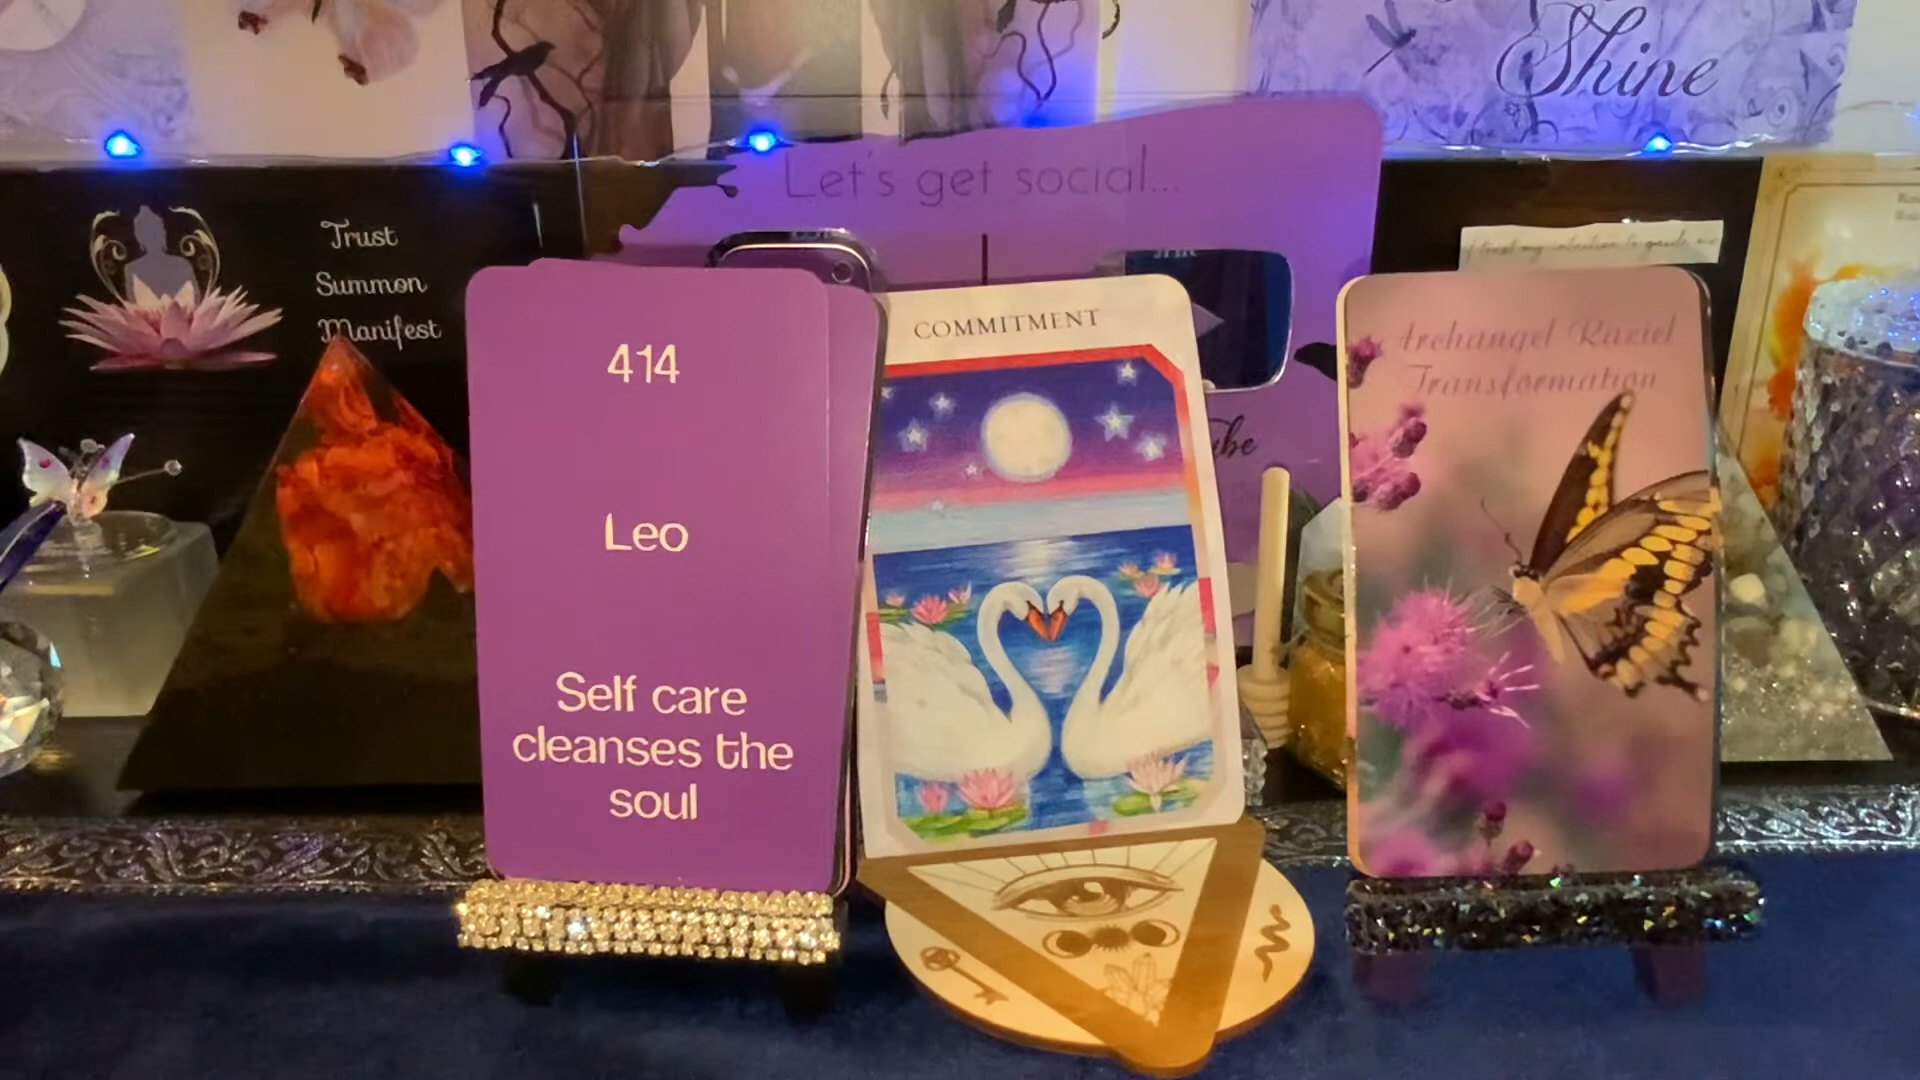 Shine
Let's get social...
Trust
Summon
Manifest
414
Leo
Self care
cleanses the
soul
COMMITMENT
Archangel Raziel
Transformation